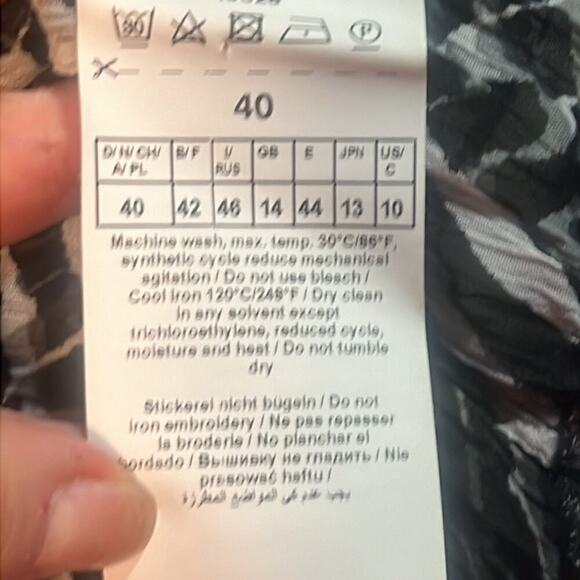 30
P
40
D/N/CH/A/PL B/F I/RUS GB E JPN US/C
40 42 46 14 44 13 10
Machine wash, max. temp. 30°C/86°F,
synthetic cycle reduce mechanical
agitation / Do not use bleach /
Cool iron 120°C/248°F / Dry clean
in any solvent except
trichloroethylene, reduced cycle,
moisture and heat / Do not tumble
dry
Stickerei nicht bügeln / Do not
iron embroidery / Ne pas repasser
la broderie / No planchar el
bordado / Вышивку не гладить / Nie
prasować haftu /